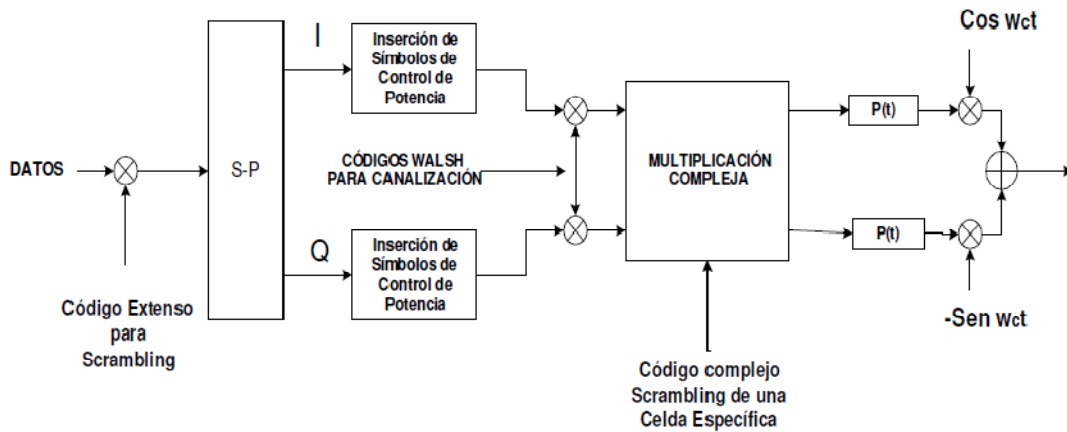 Cos wct
I
Inserción de
Símbolos de
Control de
Potencia
P(t)
DATOS
S-P
CÓDIGOS WALSH
PARA CANALIZACIÓN
MULTIPLICACIÓN
COMPLEJA
Q
Inserción de
Símbolos de
Control de
Potencia
P(t)
Código Extenso
para
Scrambling
-Sen wct
Código complejo
Scrambling de una
Celda Específica